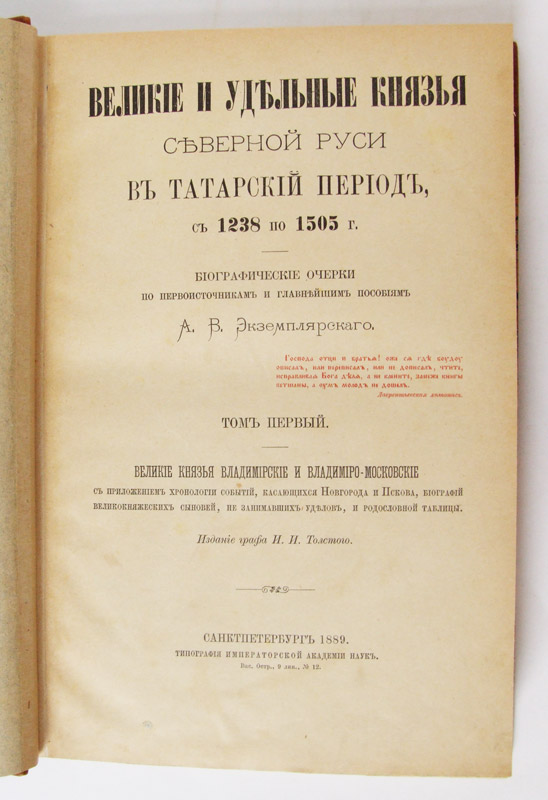 ВЕЛИКІЕ И УДѢЛЬНЫЕ КНЯЗЬЯ
СѢВЕРНОЙ РУСИ
ВЪ ТАТАРСКІЙ ПЕРІОДЪ,
съ 1238 по 1505 г.
БІОГРАФИЧЕСКІЕ ОЧЕРКИ
ПО ПЕРВОИСТОЧНИКАМЪ И ГЛАВНѢЙШИМЪ ПОСОБІЯМЪ
А. В. Экземплярскаго.
Господа отци и братья! оже ся гдѣ
описалъ, или переписалъ, или не дописалъ, чтите,
исправливая Бога дѣля, а не клените, занеже книгы
ветшаны, а оумъ молодъ не дошелъ.
Лаврентьевская лѣтопись.
ТОМЪ ПЕРВЫЙ.
ВЕЛИКІЕ КНЯЗЬЯ ВЛАДИМІРСКІЕ И ВЛАДИМІРО-МОСКОВСКІЕ
СЪ ПРИЛОЖЕНІЕМЪ ХРОНОЛОГІИ СОБЫТІЙ, КАСАЮЩИХСЯ НОВГОРОДА И ПСКОВА, БІОГРАФІЙ
ВЕЛИКОКНЯЖЕСКИХЪ СЫНОВЕЙ, НЕ ЗАНИМАВШИХЪ УДѢЛОВЪ, И РОДОСЛОВНОЙ ТАБЛИЦЫ.
Изданіе графа И. И. Толстого.
САНКТПЕТЕРБУРГЪ 1889.
ТИПОГРАФІЯ ИМПЕРАТОРСКОЙ АКАДЕМІИ НАУКЪ.
Вас. Остр., 9 лин., № 12.